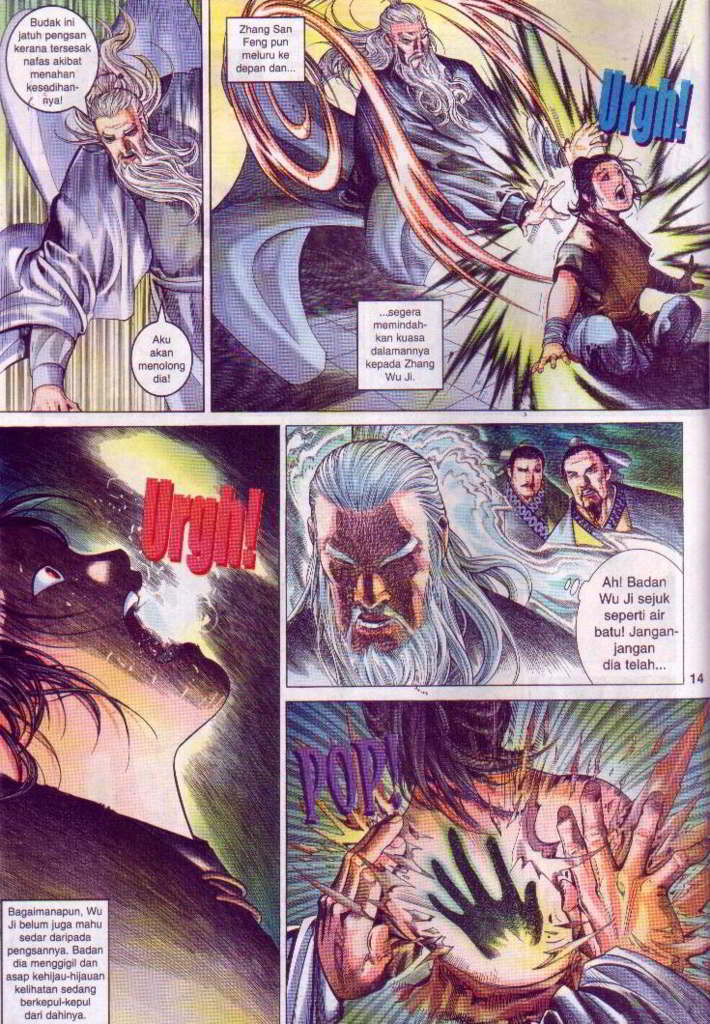 Budak ini
jatuh pengsan
kerana tersesak
nafas akibat
menahan
kesedihan-
nya!
Aku
akan
menolong
dia!
Zhang San
Feng pun
meluru ke
depan dan...
Urgh!
...segera
memindah-
kan kuasa
dalamannya
kepada Zhang
Wu Ji.
Urgh!
Ah! Badan
Wu Ji sejuk
seperti air
batu! Jangan-
jangan
dia telah...
14
Bagaimanapun, Wu
Ji belum juga mahu
sedar daripada
pengsannya. Badan
dia menggigil dan
asap kehijau-hijauan
kelihatan sedang
berkepul-kepul
dari dahinya.
POP!